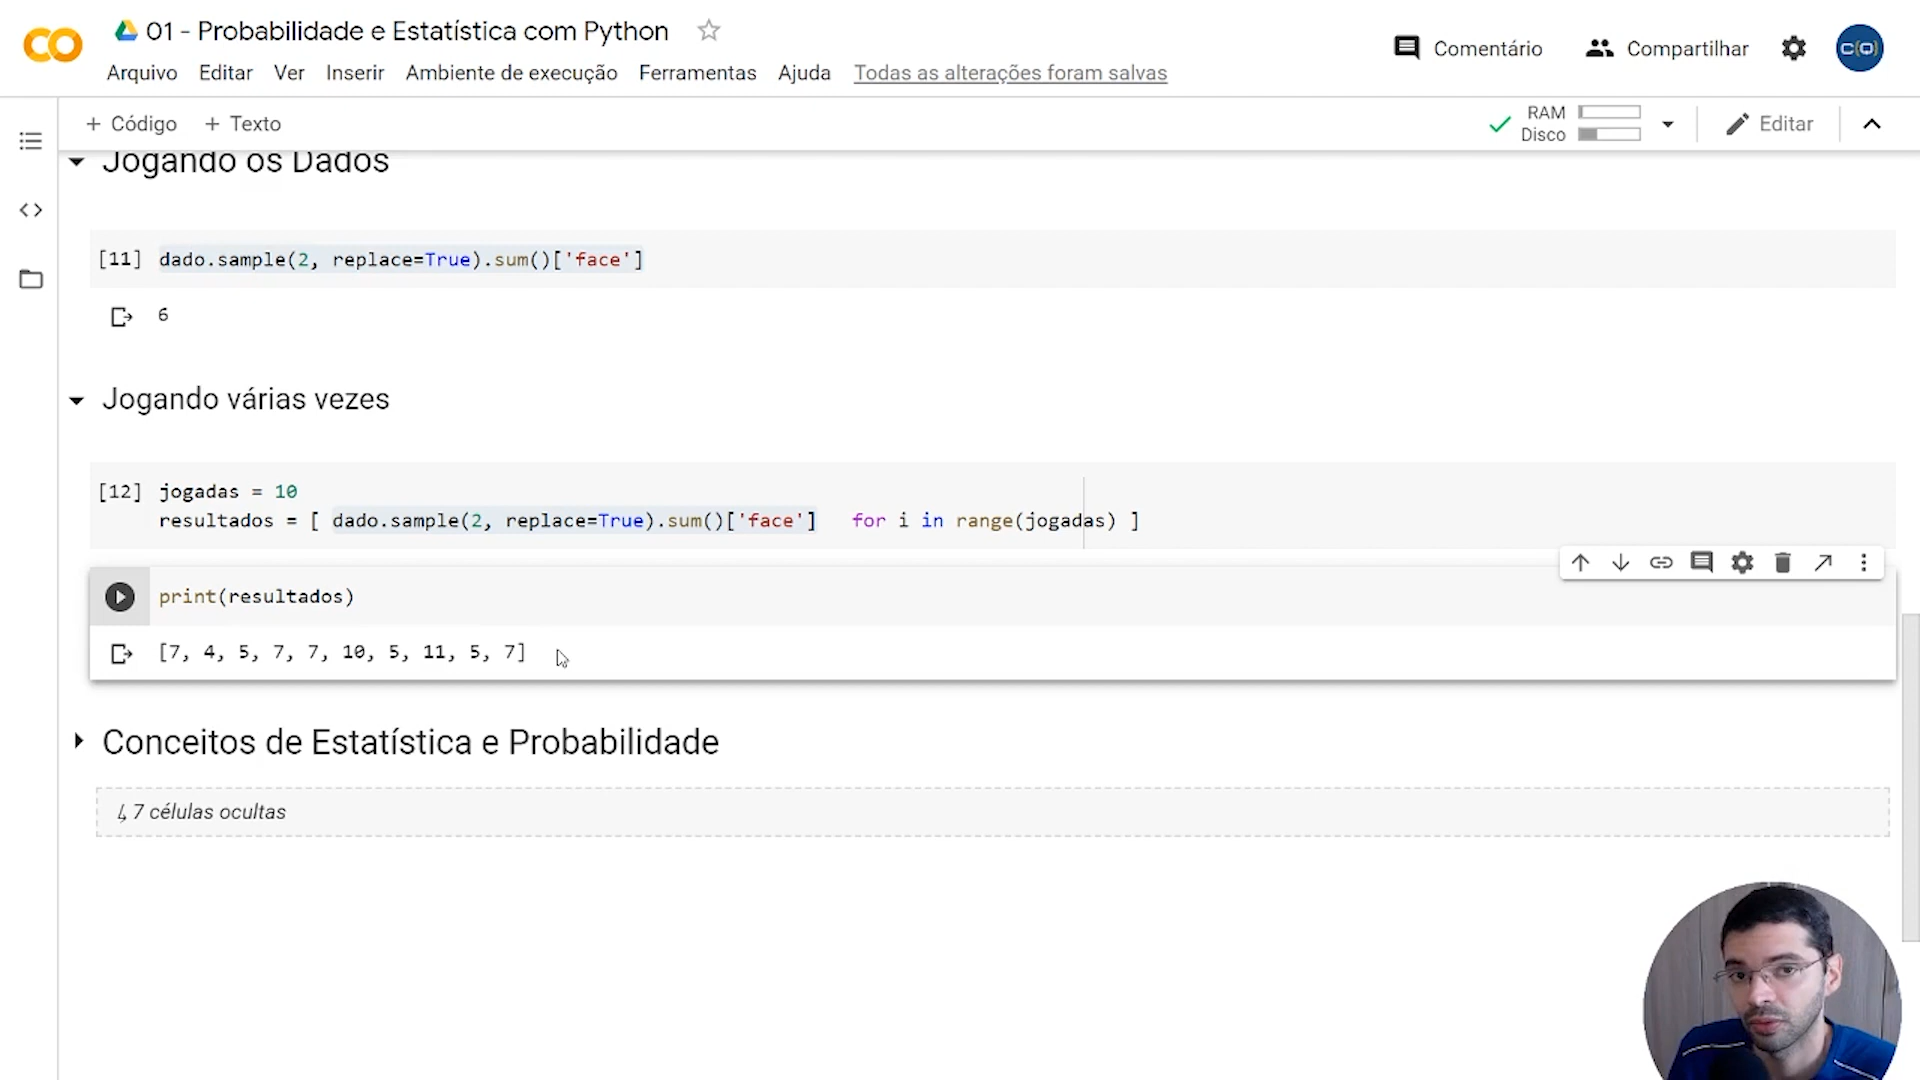 01 - Probabilidade e Estatística com Python
Comentário
Compartilhar
C{O}
Arquivo Editar Ver Inserir Ambiente de execução Ferramentas Ajuda Todas as alterações foram salvas
+ Código + Texto
RAM
Disco
Editar
Jogando os Dados
[11] dado.sample(2, replace=True).sum()['face']
6
Jogando várias vezes
[12] jogadas = 10
resultados = [ dado.sample(2, replace=True).sum()['face'] for i in range(jogadas) ]
print(resultados)
[7, 4, 5, 7, 7, 10, 5, 11, 5, 7]
Conceitos de Estatística e Probabilidade
↳ 7 células ocultas